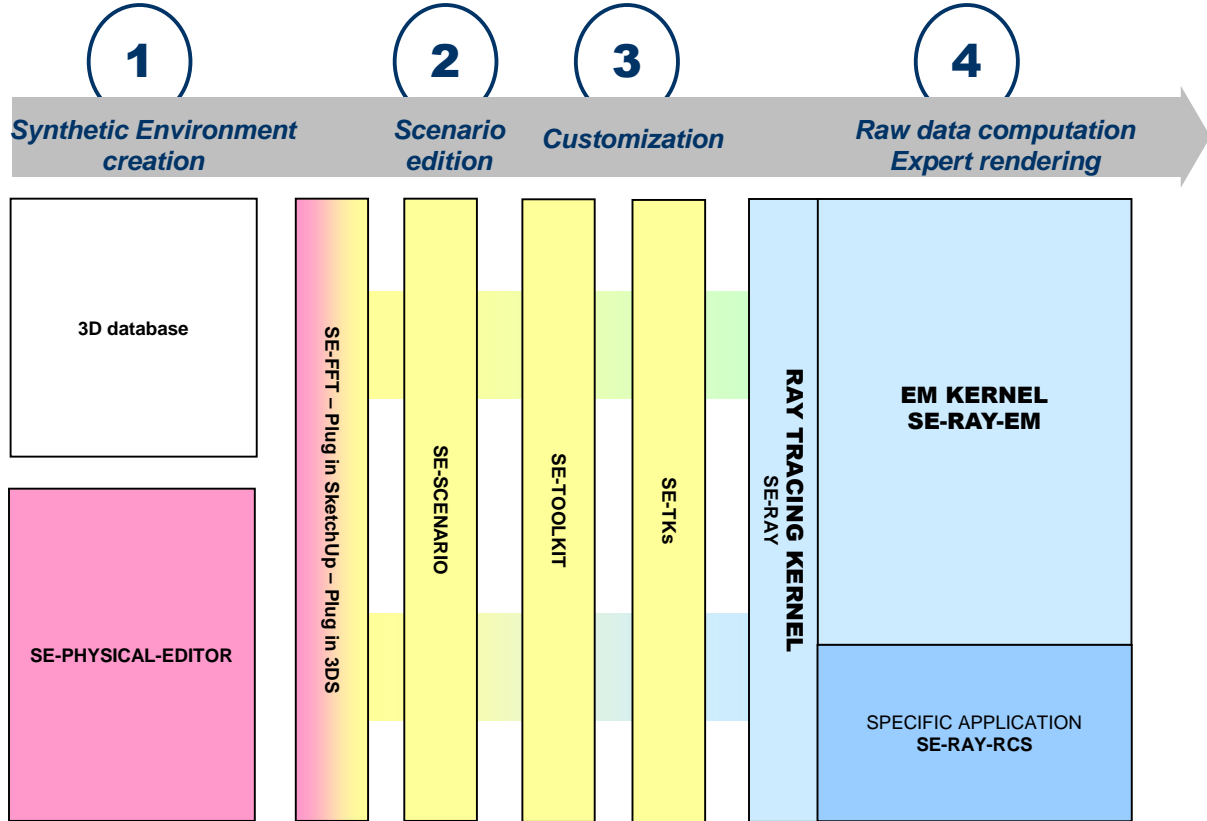 1
2
3
4
Synthetic Environment
creation
Scenario
edition
Customization
Raw data computation
Expert rendering
3D database
SE-PHYSICAL-EDITOR
SE-FFT – Plug in SketchUp – Plug in 3DS
SE-SCENARIO
SE-TOOLKIT
SE-TKs
RAY TRACING KERNEL
SE-RAY
EM KERNEL
SE-RAY-EM
SPECIFIC APPLICATION
SE-RAY-RCS